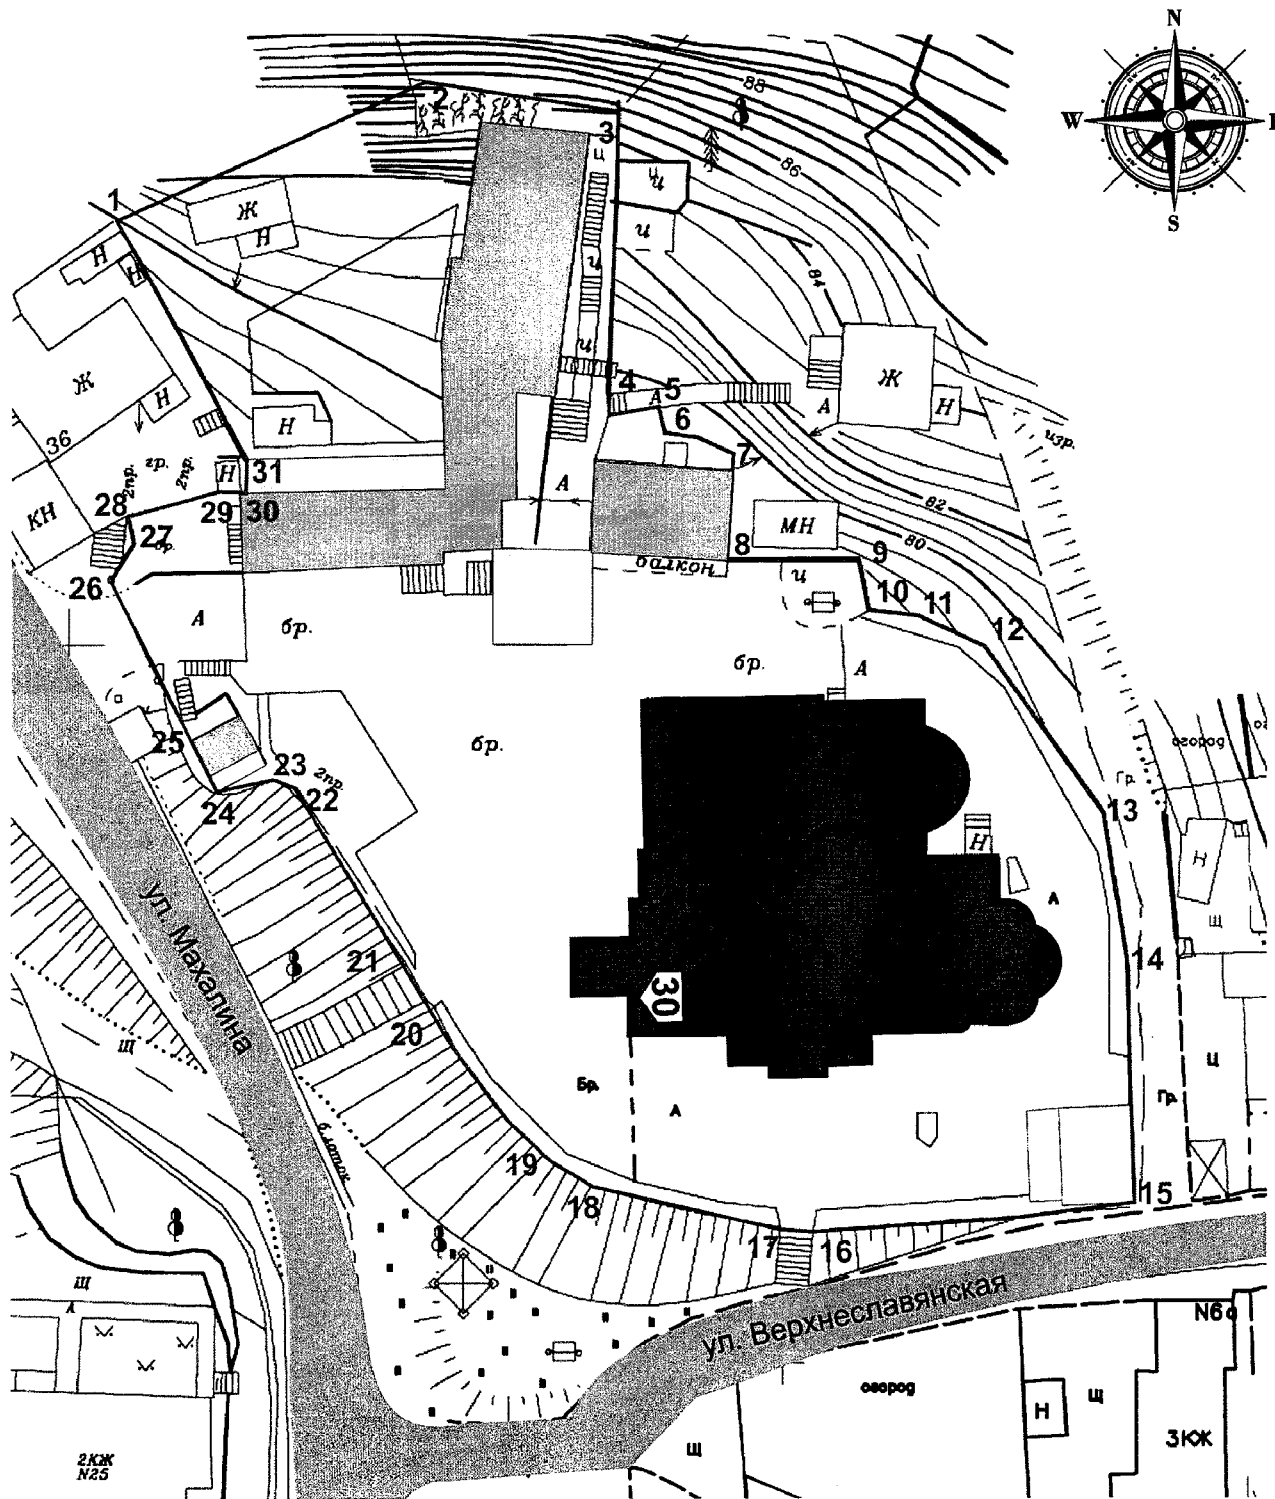 N
W
S
88
2
3
86
ц
ц
ц
1
Ж
Н
Н
Н
ц
ц
84
ц
Ж
Ж
Н
4
5
А
6
А
Н
Н
7
изр.
36
гр.
2пр.
2пр.
Н
31
А
82
КН
28
29
30
МН
80
27
8
9
балкон
26
ц
10
11
12
А
бр.
бр.
А
25
бр.
огород
23
2пр.
22
24
Гр.
13
Н
Н
А
Щ
ул. Махалина
21
14
30
20
Щ
Ц
Бр.
А
Гр.
б.лоток
19
18
15
17
16
Щ
У
ул. Верхнеславянская
N6а
огород
Н
Щ
3КЖ
Щ
2КЖ
N25